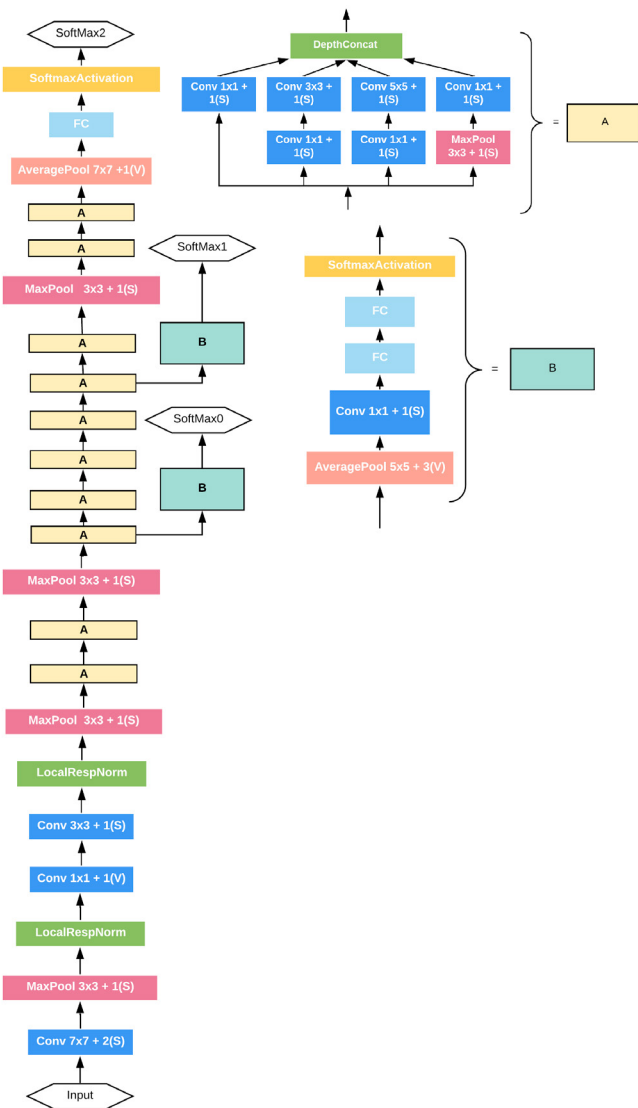 SoftMax2
SoftmaxActivation
FC
AveragePool 7x7 +1(V)
A
A
MaxPool 3x3 + 1(S)
A
A
A
A
A
A
MaxPool 3x3 + 1(S)
A
A
MaxPool 3x3 + 1(S)
LocalRespNorm
Conv 3x3 + 1(S)
Conv 1x1 + 1(V)
LocalRespNorm
MaxPool 3x3 + 1(S)
Conv 7x7 + 2(S)
Input
SoftMax1
B
SoftMax0
B
DepthConcat
Conv 1x1 +
1(S)
Conv 3x3 +
1(S)
Conv 5x5 +
1(S)
Conv 1x1 +
1(S)
Conv 1x1 +
1(S)
Conv 1x1 +
1(S)
MaxPool
3x3 + 1(S)
=
A
SoftmaxActivation
FC
FC
Conv 1x1 + 1(S)
AveragePool 5x5 + 3(V)
=
B